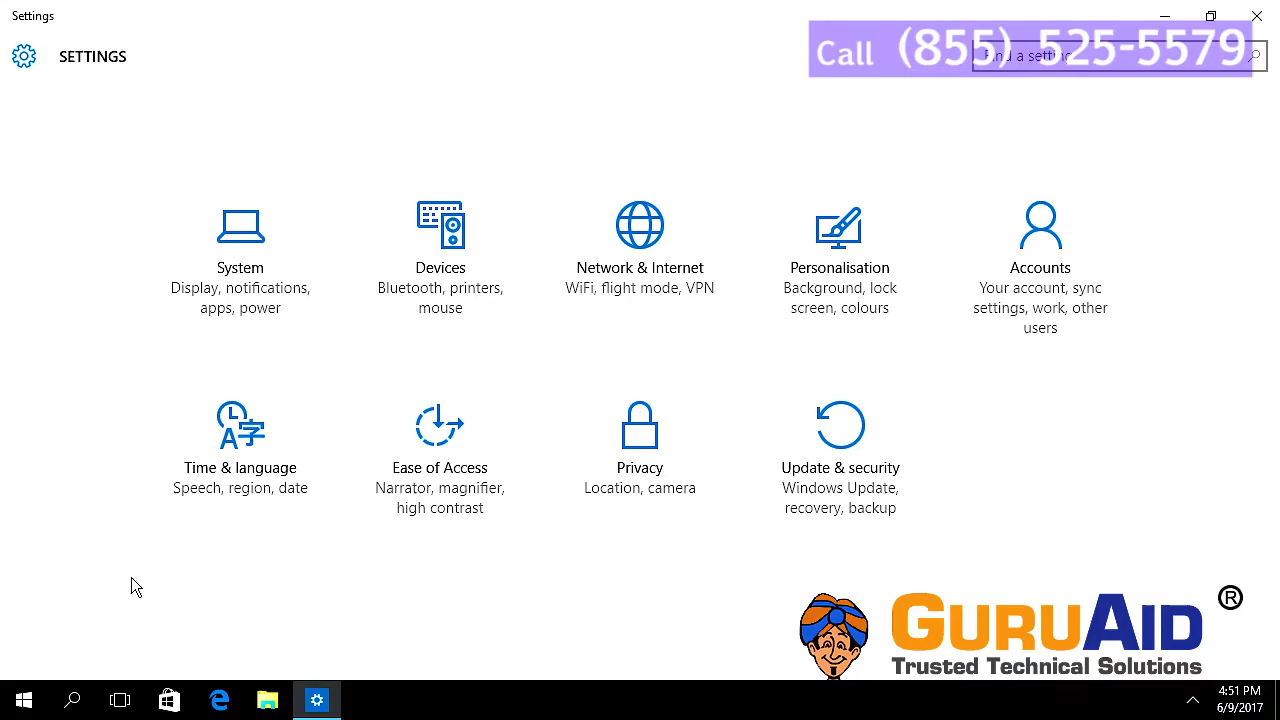 Settings
SETTINGS
Call (855) 525-5579
Find a setting
System
Display, notifications,
apps, power
Devices
Bluetooth, printers,
mouse
Network & Internet
WiFi, flight mode, VPN
Personalisation
Background, lock
screen, colours
Accounts
Your account, sync
settings, work, other
users
Time & language
Speech, region, date
Ease of Access
Narrator, magnifier,
high contrast
Privacy
Location, camera
Update & security
Windows Update,
recovery, backup
GURUAID ®
Trusted Technical Solutions
4:51 PM
6/9/2017